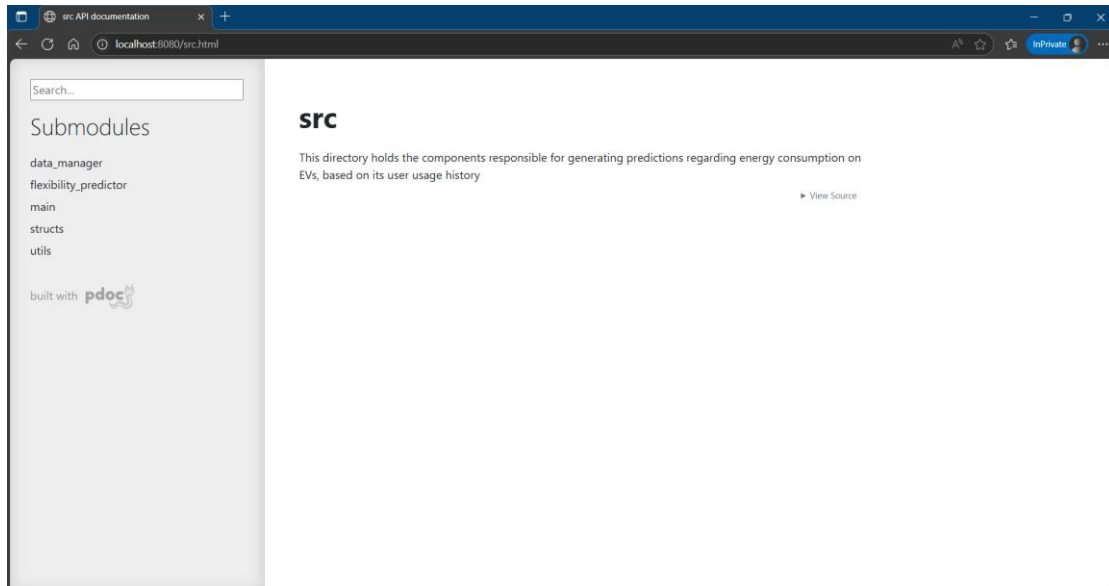 src API documentation
localhost:8080/src.html
InPrivate
Search...
Submodules
data_manager
flexibility_predictor
main
structs
utils
built with pdoc
src
This directory holds the components responsible for generating predictions regarding energy consumption on
EVs, based on its user usage history
View Source